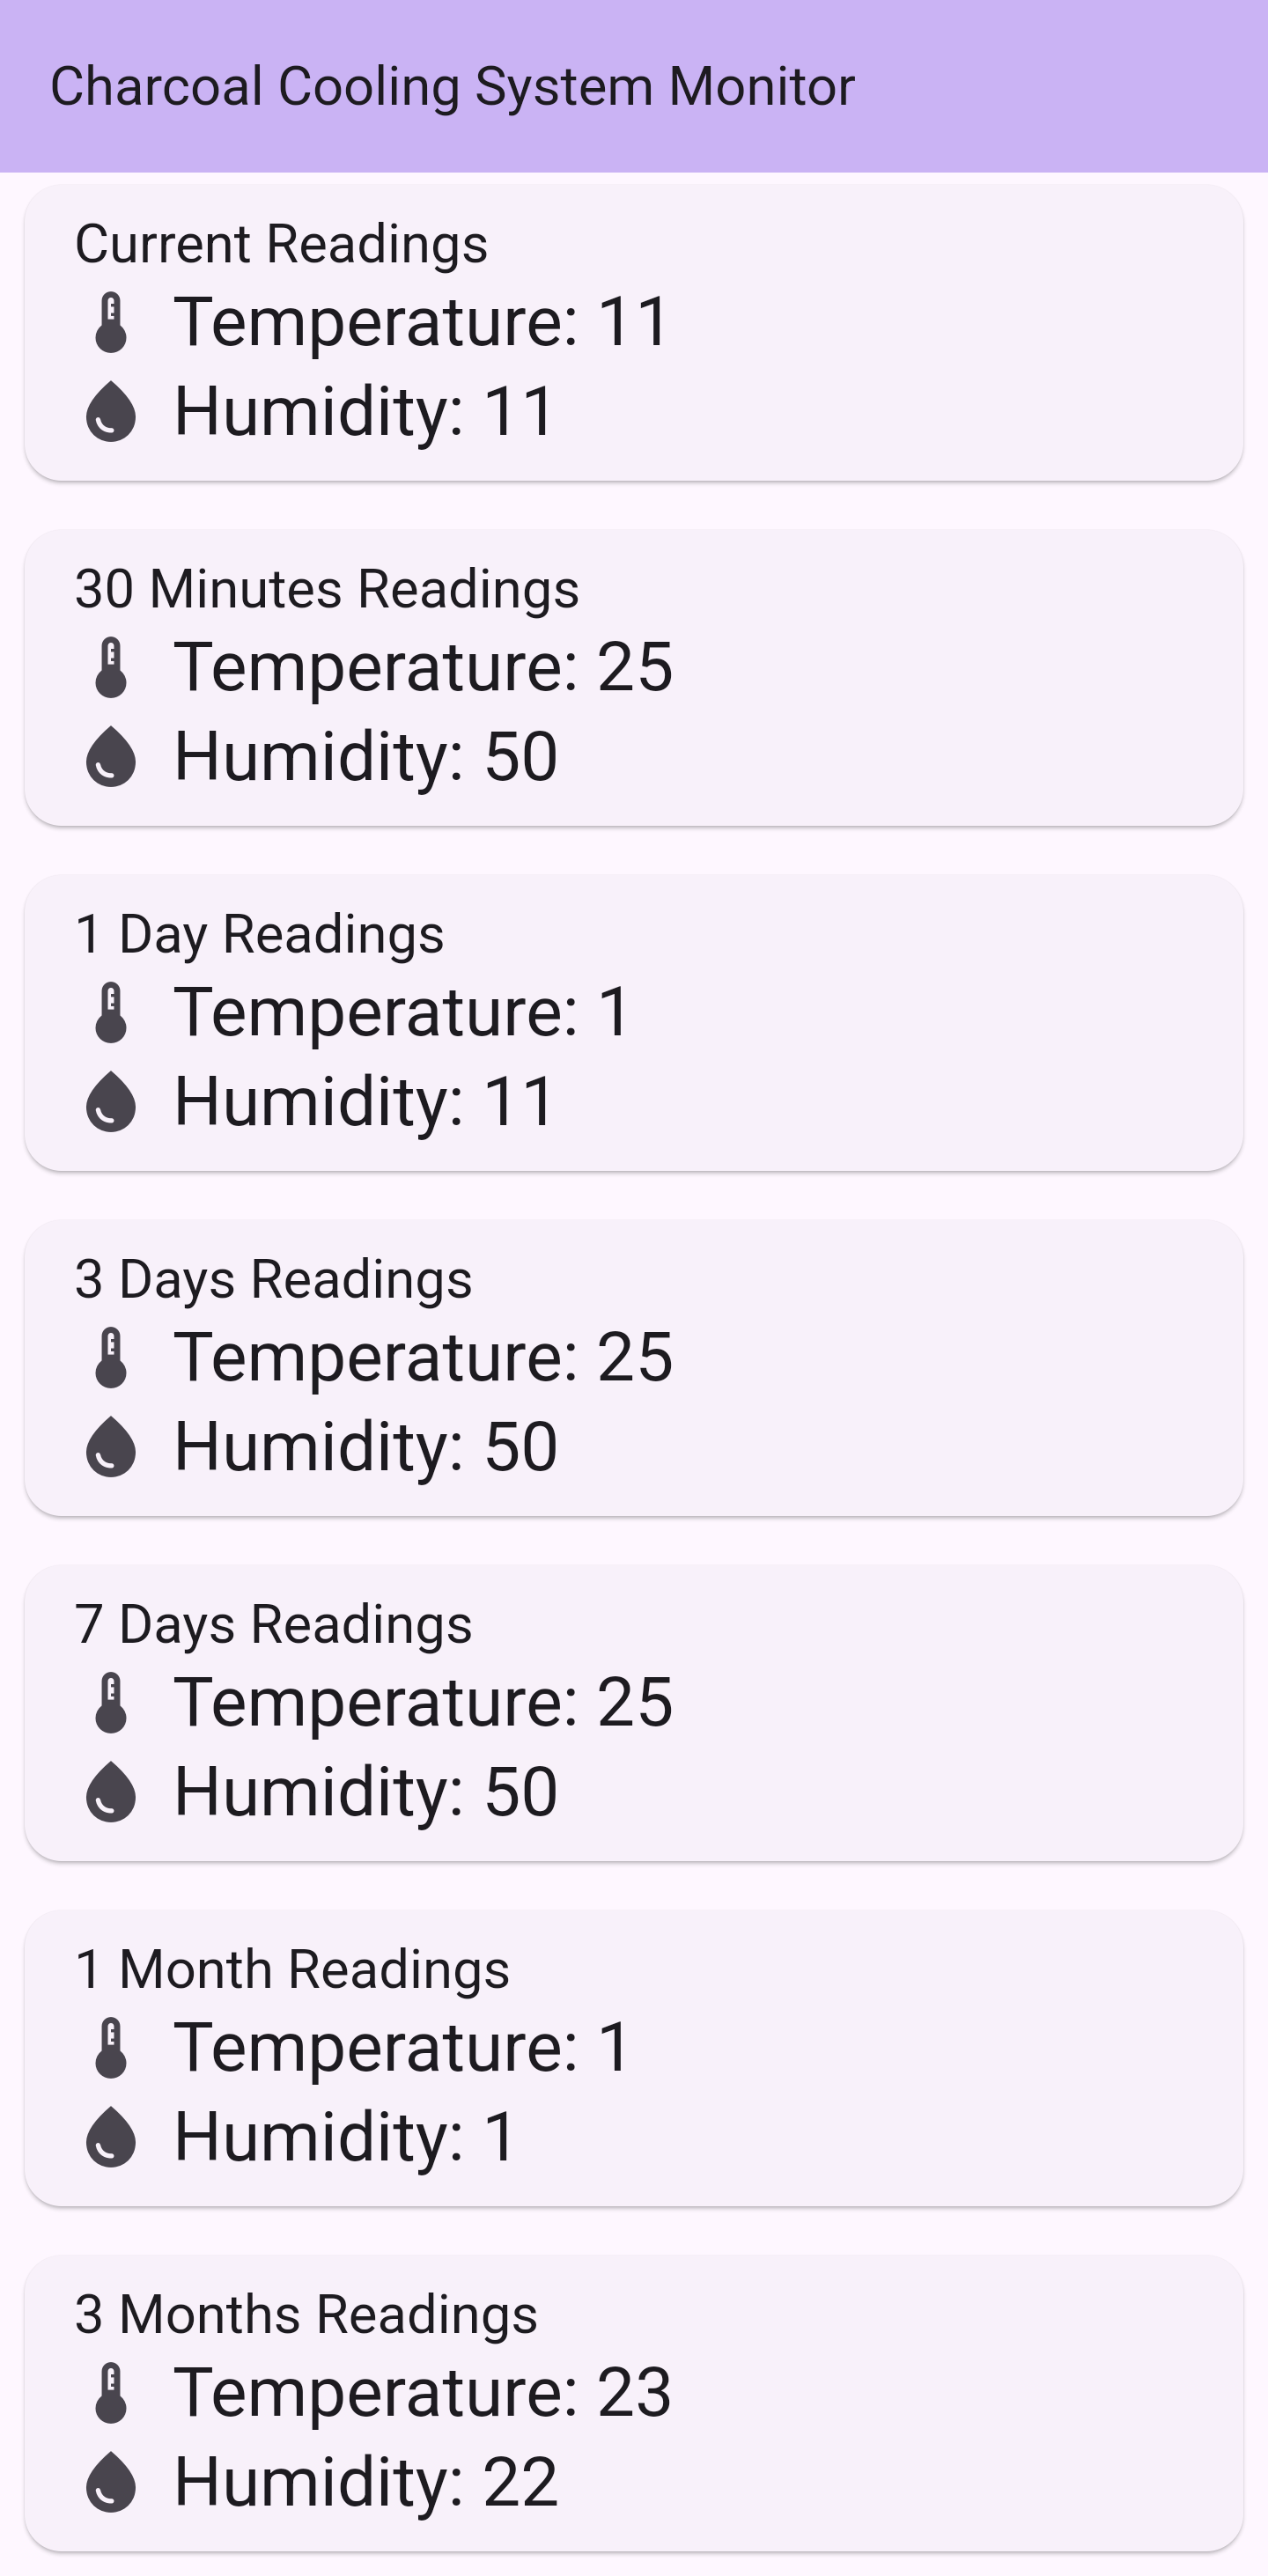 Charcoal Cooling System Monitor
Current Readings
Temperature: 11
Humidity: 11
30 Minutes Readings
Temperature: 25
Humidity: 50
1 Day Readings
Temperature: 1
Humidity: 11
3 Days Readings
Temperature: 25
Humidity: 50
7 Days Readings
Temperature: 25
Humidity: 50
1 Month Readings
Temperature: 1
Humidity: 1
3 Months Readings
Temperature: 23
Humidity: 22